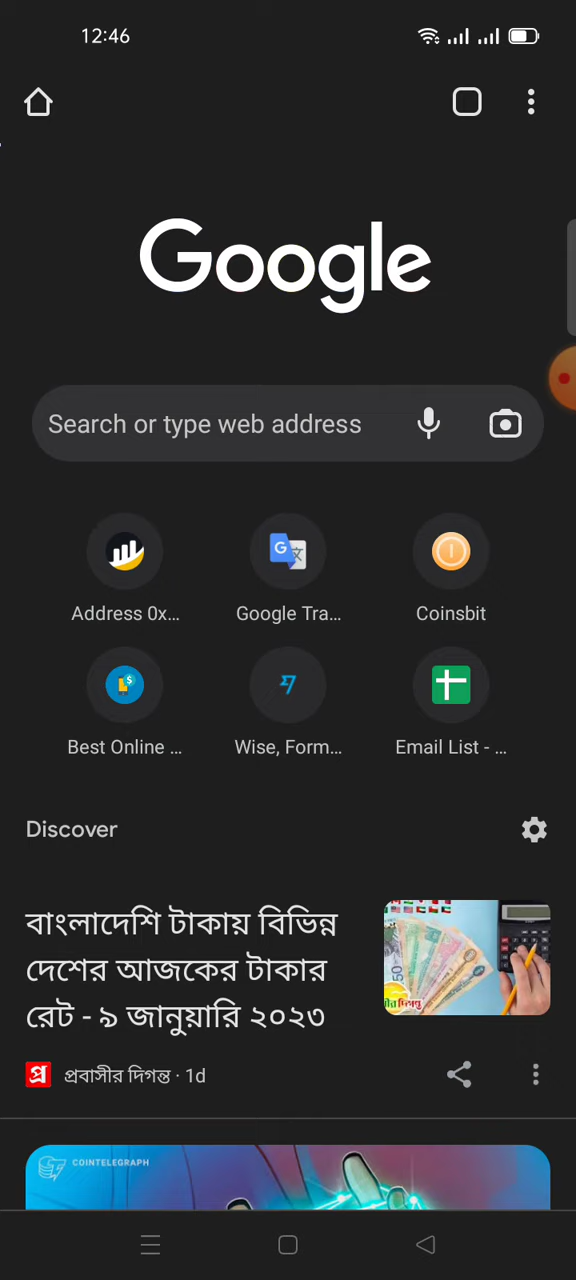 12:46
Google
Search or type web address
Address 0x...
Google Tra...
Coinsbit
Best Online ...
Wise, Form...
Email List - ...
Discover
বাংলাদেশি টাকায় বিভিন্ন
দেশের আজকের টাকার
রেট - ৯ জানুয়ারি ২০২৩
প্র প্রবাসীর দিগন্ত · 1d
COINTELEGRAPH